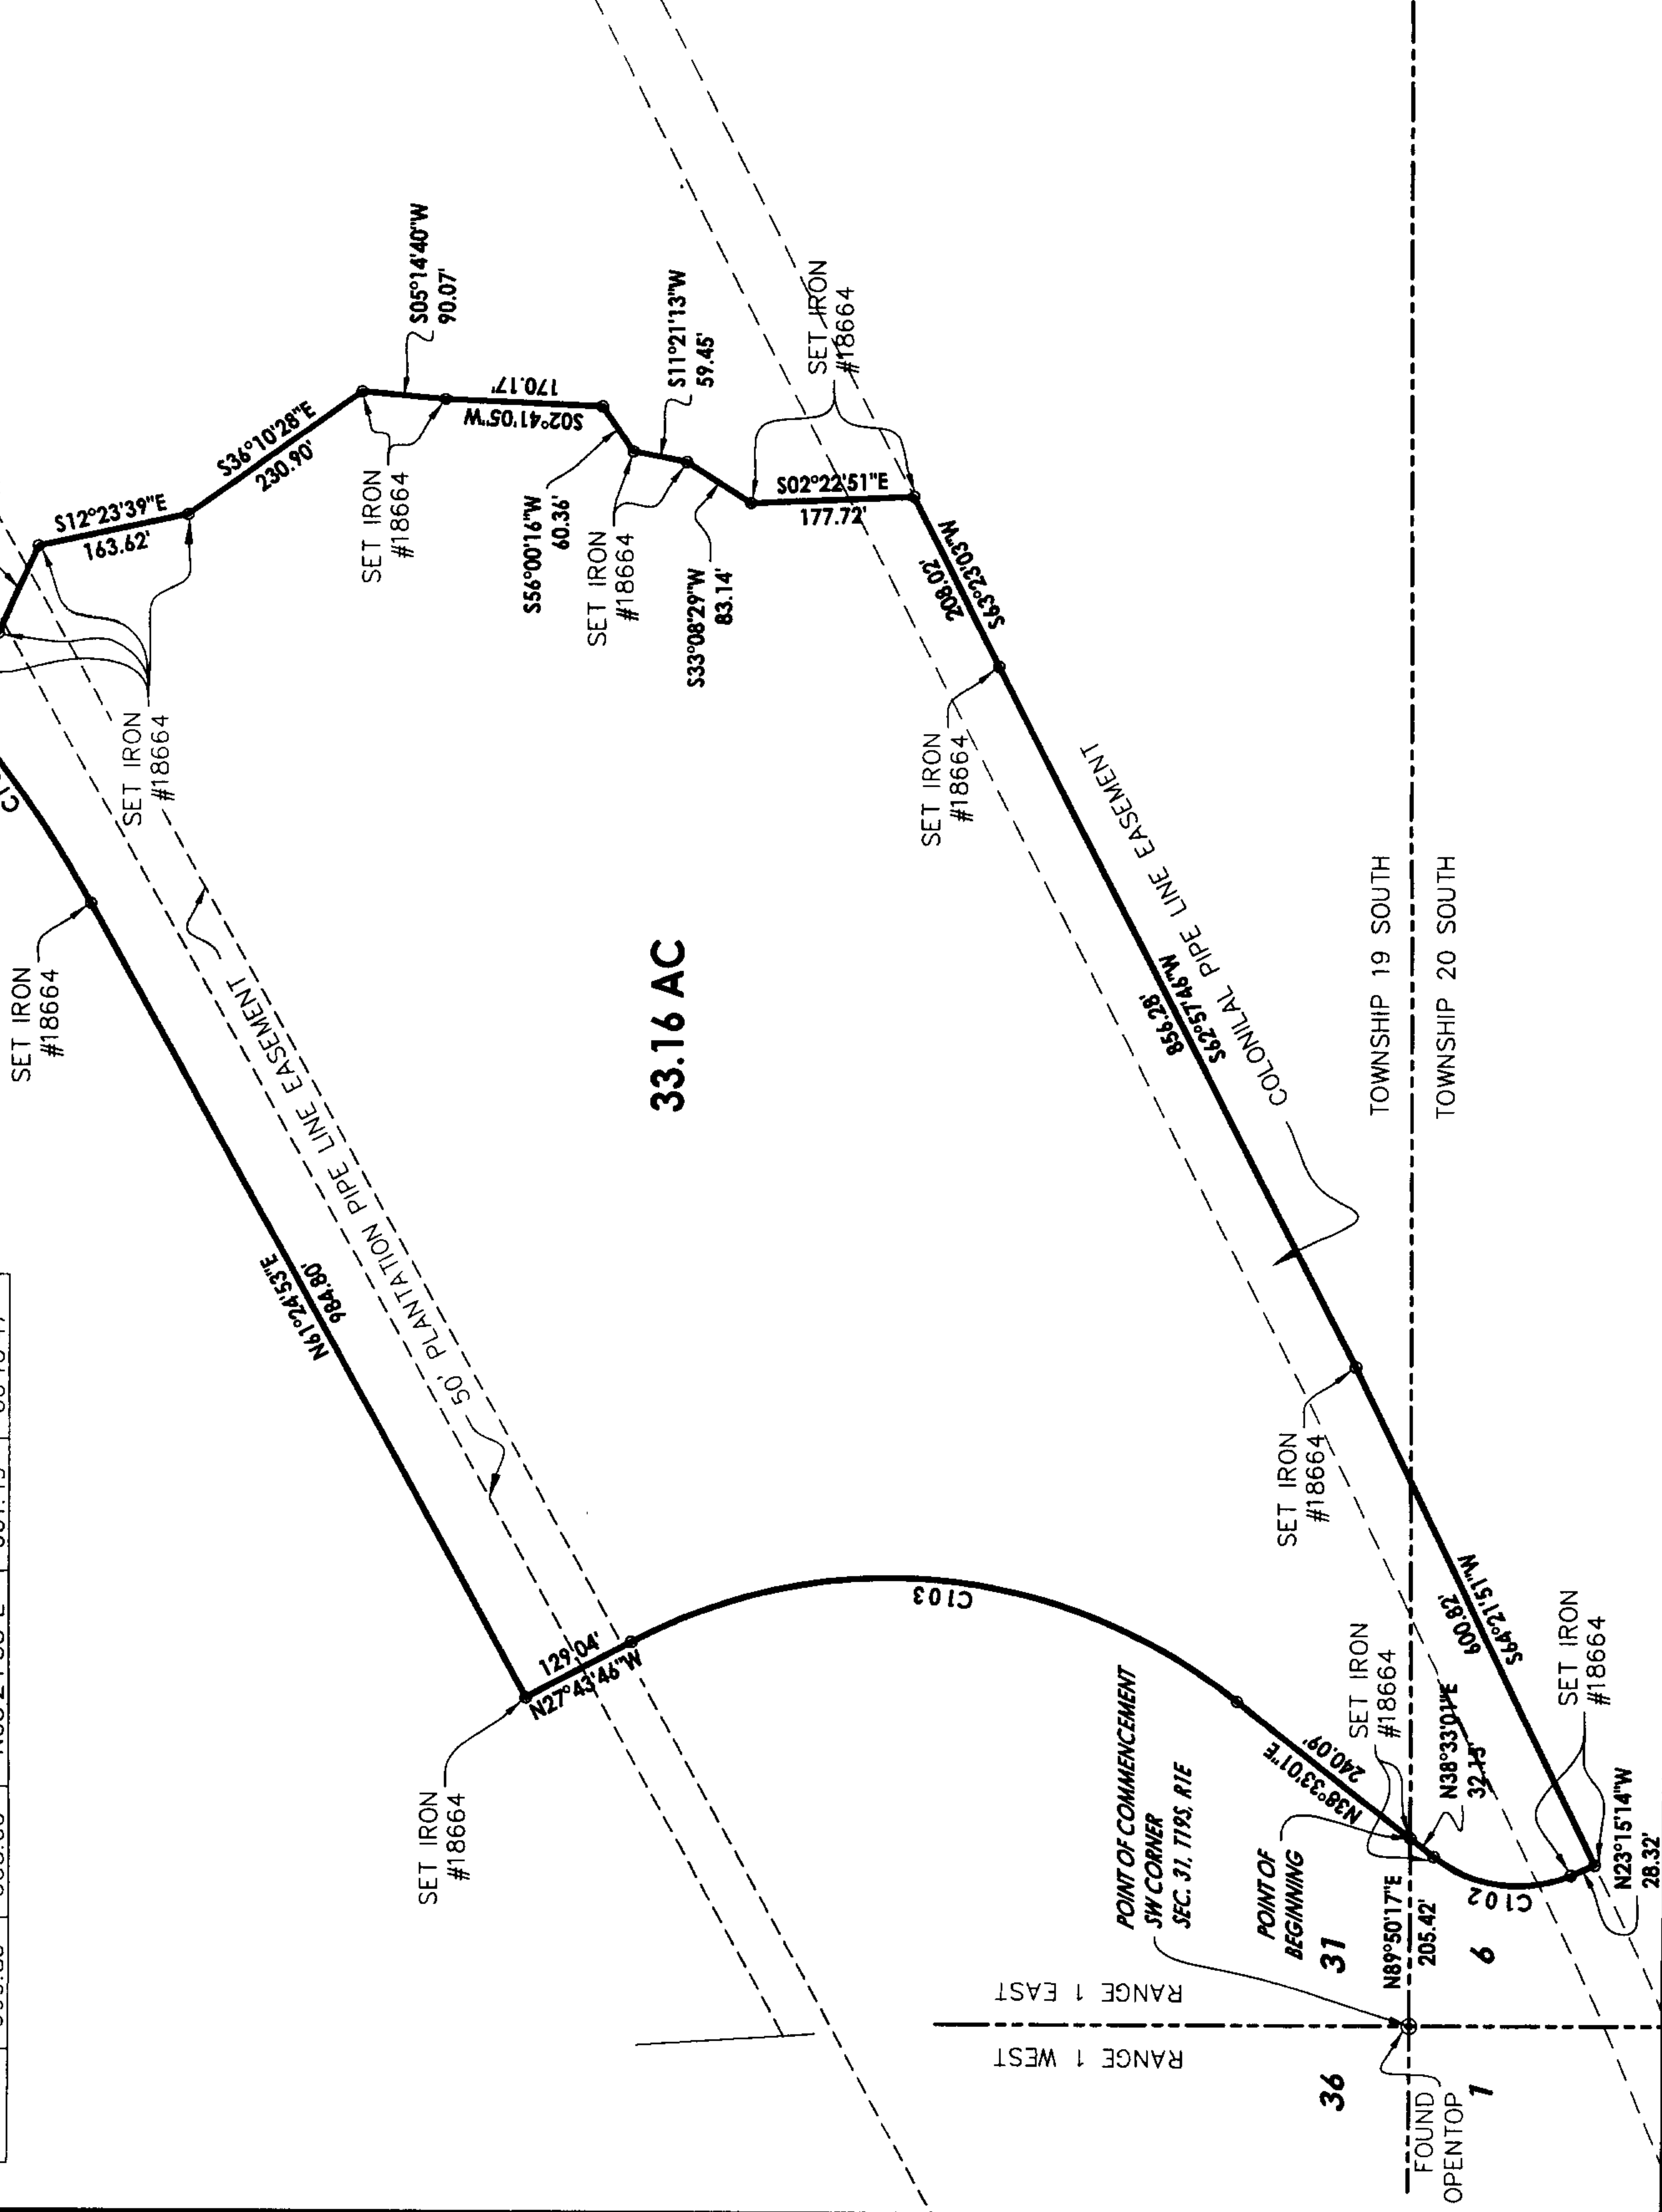 SET IRON
#18664
S12°23'39"E
163.62'
S36°10'28"E
230.90'
S05°14'40"W
90.07'
SET IRON
#18664
SET IRON
#18664
S02°41'05"W
170.17'
S56°00'16"W
60.36'
SET IRON
#18664
S11°21'13"W
59.45'
S33°08'29"W
83.14'
SET IRON
#18664
S02°22'51"E
177.72'
208.02'
S63°23'03"W
SET IRON
#18664
N61°24'53"E
984.80'
50' PLANTATION PIPE LINE EASEMENT
33.16 AC
856.28'
S62°57'46"W
COLONILAL PIPE LINE EASEMENT
TOWNSHIP 19 SOUTH
TOWNSHIP 20 SOUTH
SET IRON
#18664
129.04'
N27°43'46"W
C103
SET IRON
#18664
600.82'
S64°21'51"W
SET IRON
#18664
SET IRON
#18664
N38°33'01"E
240.09'
N38°33'01"E
32.15'
POINT OF COMMENCEMENT
SW CORNER
SEC. 31, T19S, R1E
POINT OF
BEGINNING
31
N89°50'17"E
205.42'
6
C102
N23°15'14"W
28.32'
RANGE 1 EAST
RANGE 1 WEST
36
1
FOUND
OPENTOP